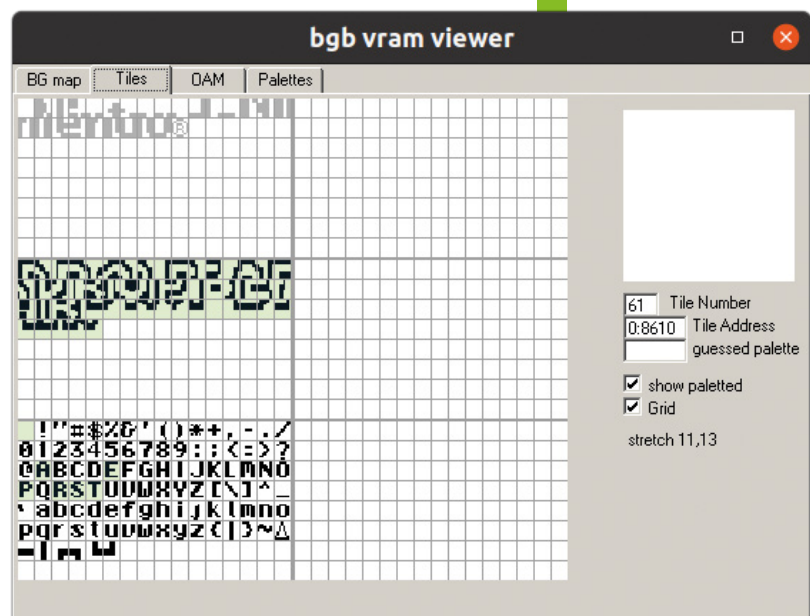 bgb vram viewer
BG map Tiles OAM Palettes
®
61 Tile Number
0:8610 Tile Address
guessed palette
show paletted
Grid
stretch 11,13
!"#$%&'()*+,-./
0123456789:;<=>?
@ABCDEFGHIJKLMNO
PQRSTUVWXYZ[\]^_
`abcdefghijklmno
pqrstuvwxyz{|}~△